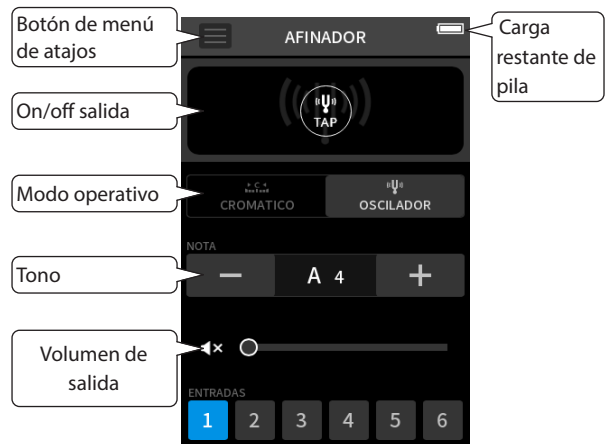 Botón de menú
de atajos
AFINADOR
Carga
restante de
pila
On/off salida
TAP
Modo operativo
C
CROMATICO
OSCILADOR
NOTA
Tono
— A 4 +
Volumen de
salida
ENTRADAS
1 2 3 4 5 6